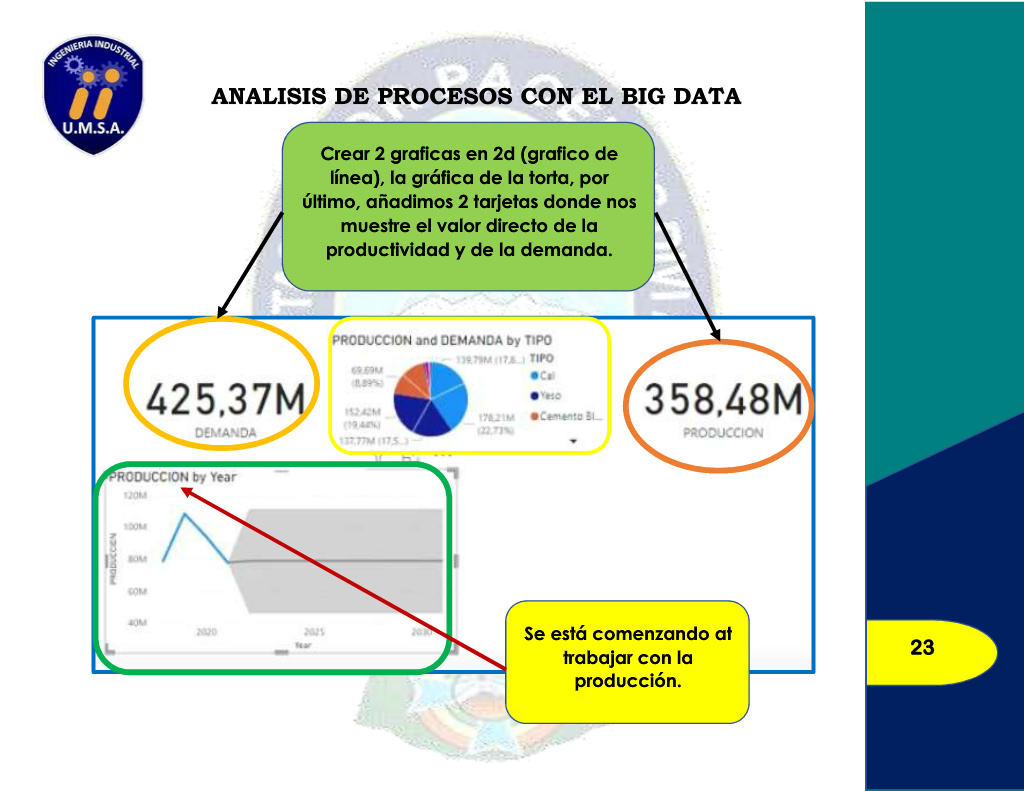 INGENIERIA INDUSTRIAL
U.M.S.A.
ANALISIS DE PROCESOS CON EL BIG DATA
Crear 2 graficas en 2d (grafico de
línea), la gráfica de la torta, por
último, añadimos 2 tarjetas donde nos
muestre el valor directo de la
productividad y de la demanda.
425,37M
DEMANDA
PRODUCCION and DEMANDA by TIPO
139,79M (17,...)
69,69M
(8,89%)
152,42M
(19,44%)
137,77M (17,5...)
178,21M
(22,73%)
TIPO
Cal
Yeso
Cemento Bl...
358,48M
PRODUCCION
PRODUCCION by Year
120M
100M
80M
60M
40M
PRODUCCION
2020
2025
2030
Year
Se está comenzando at
trabajar con la
producción.
23